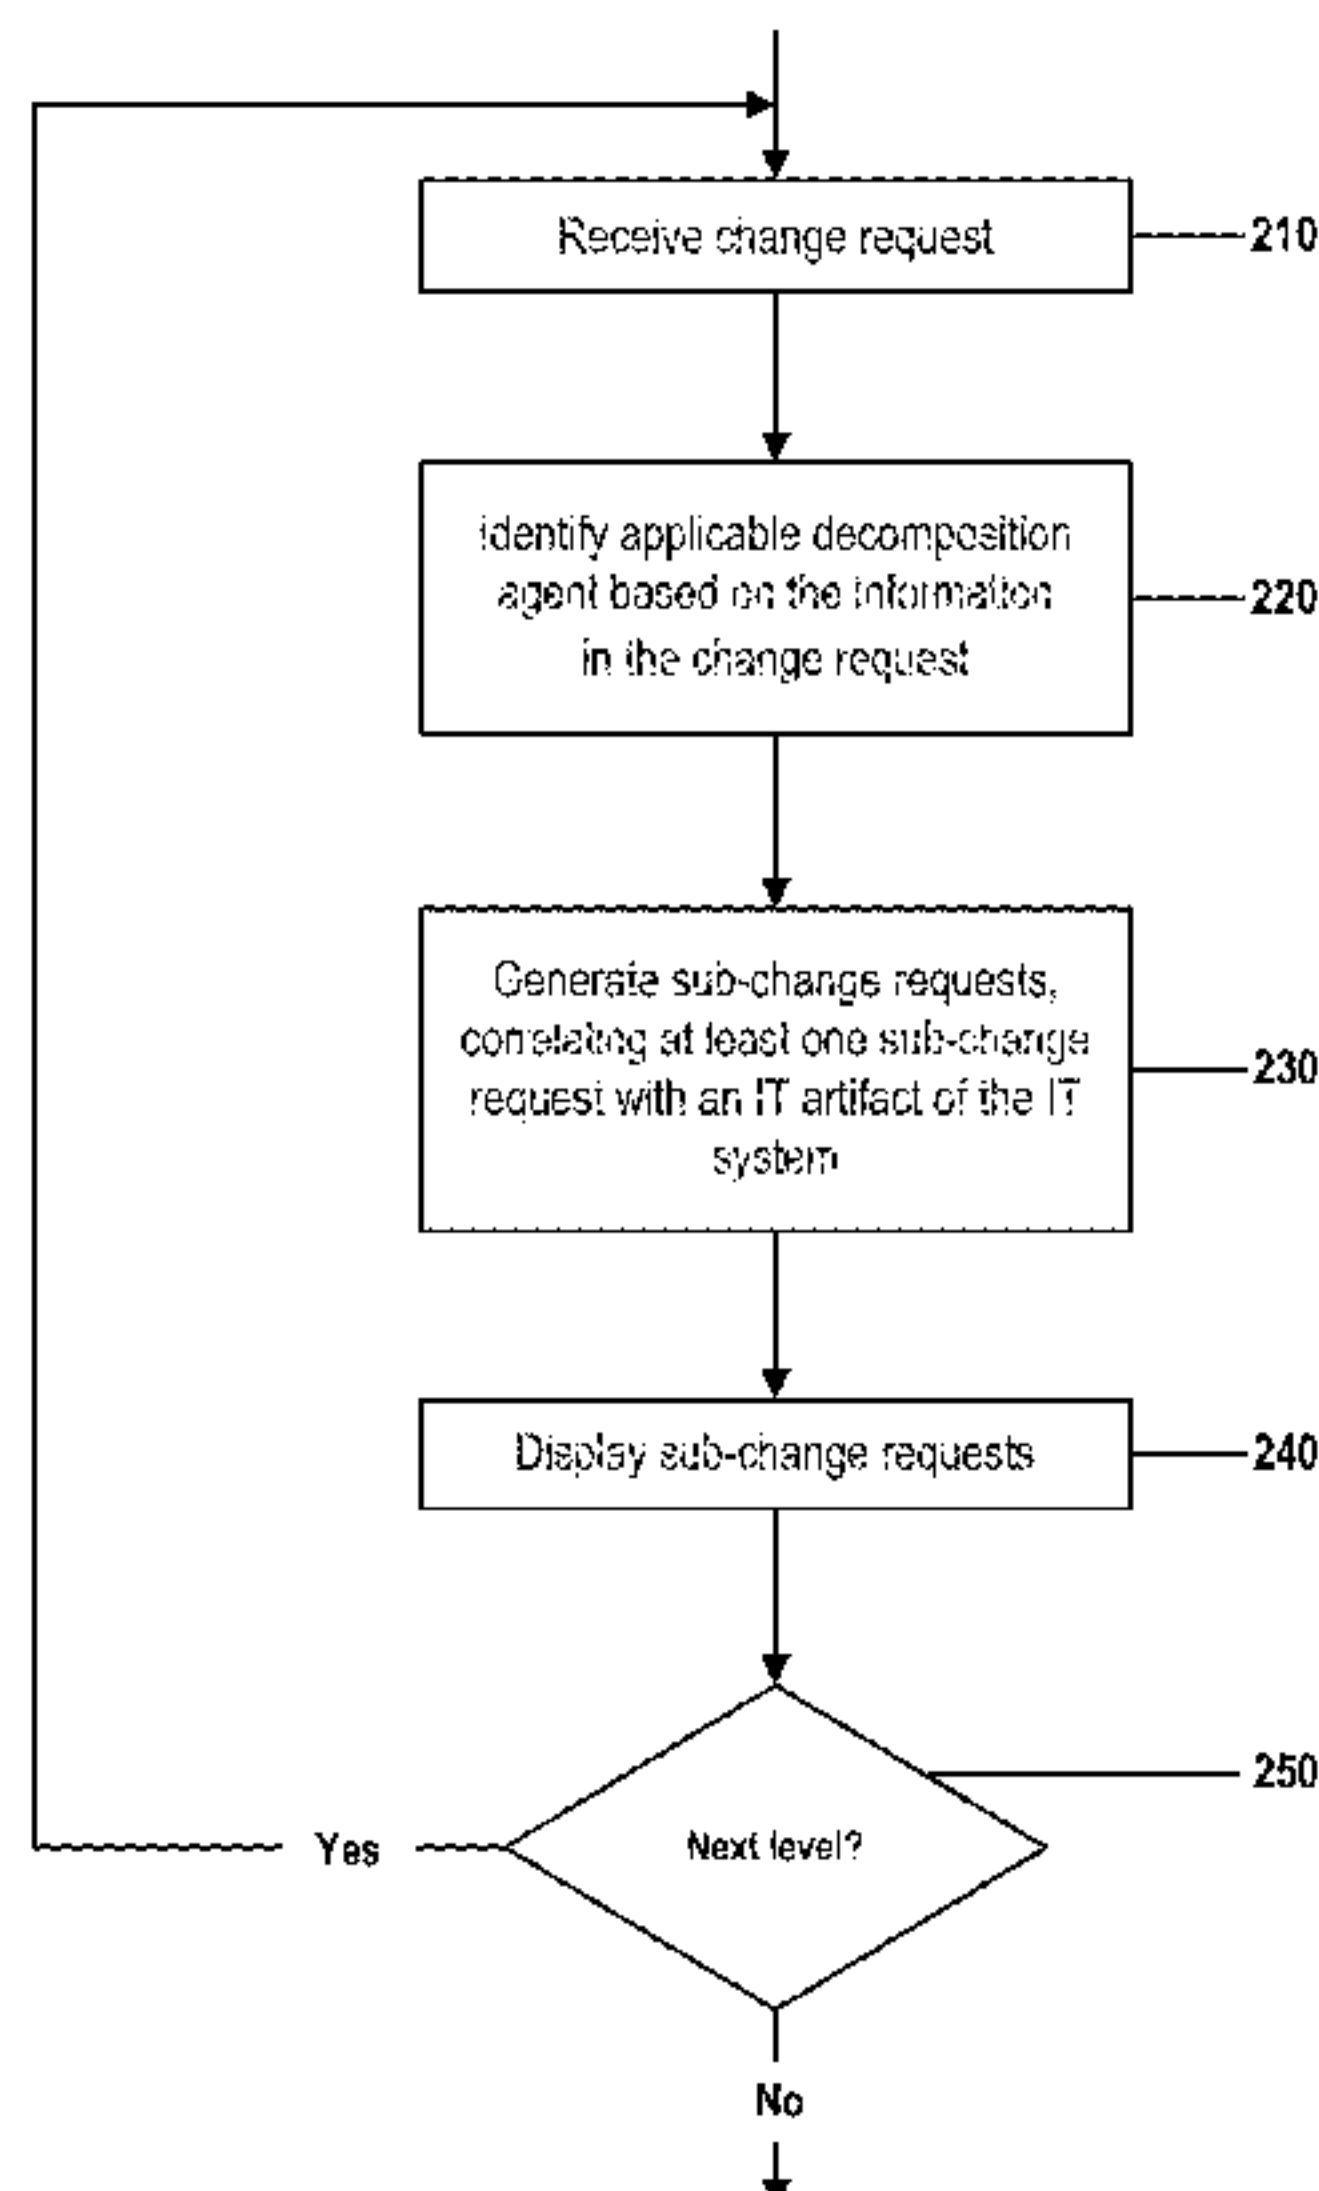 Receive change request
210
Identify applicable decomposition
agent based on the information
in the change request
220
Generate sub-change requests,
correlating at least one sub-change
request with an IT artifact of the IT
system
230
Display sub-change requests
240
250
Next level?
Yes
No